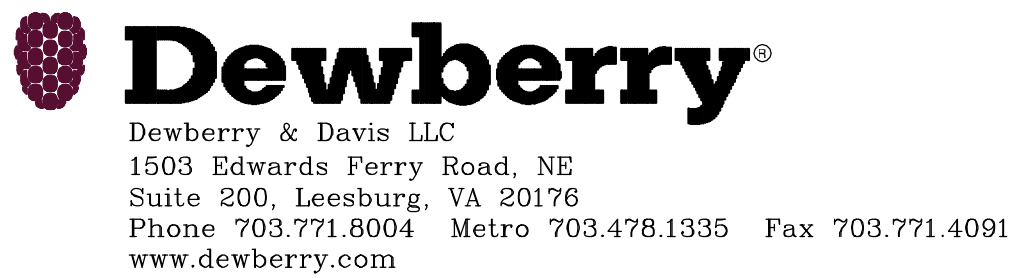 Dewberry®
Dewberry & Davis LLC
1503 Edwards Ferry Road, NE
Suite 200, Leesburg, VA 20176
Phone 703.771.8004 Metro 703.478.1335 Fax 703.771.4091
www.dewberry.com